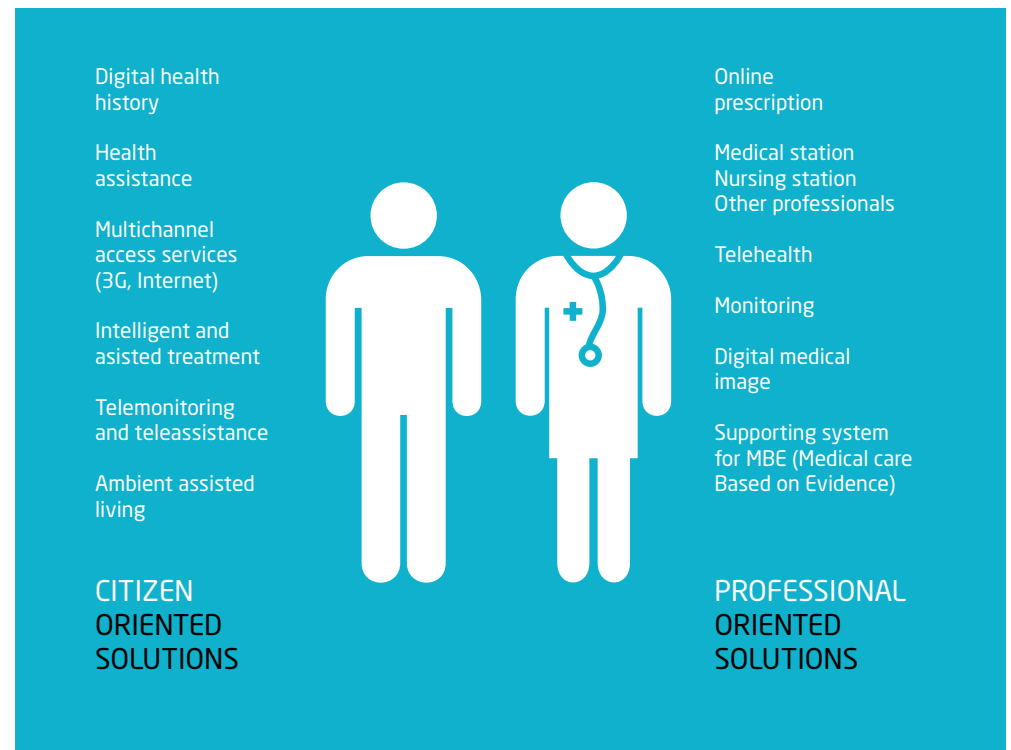 Digital health
history
Health
assistance
Multichannel
access services
(3G, Internet)
Intelligent and
asisted treatment
Telemonitoring
and teleassistance
Ambient assisted
living
CITIZEN
ORIENTED
SOLUTIONS
Online
prescription
Medical station
Nursing station
Other professionals
Telehealth
Monitoring
Digital medical
image
Supporting system
for MBE (Medical care
Based on Evidence)
PROFESSIONAL
ORIENTED
SOLUTIONS